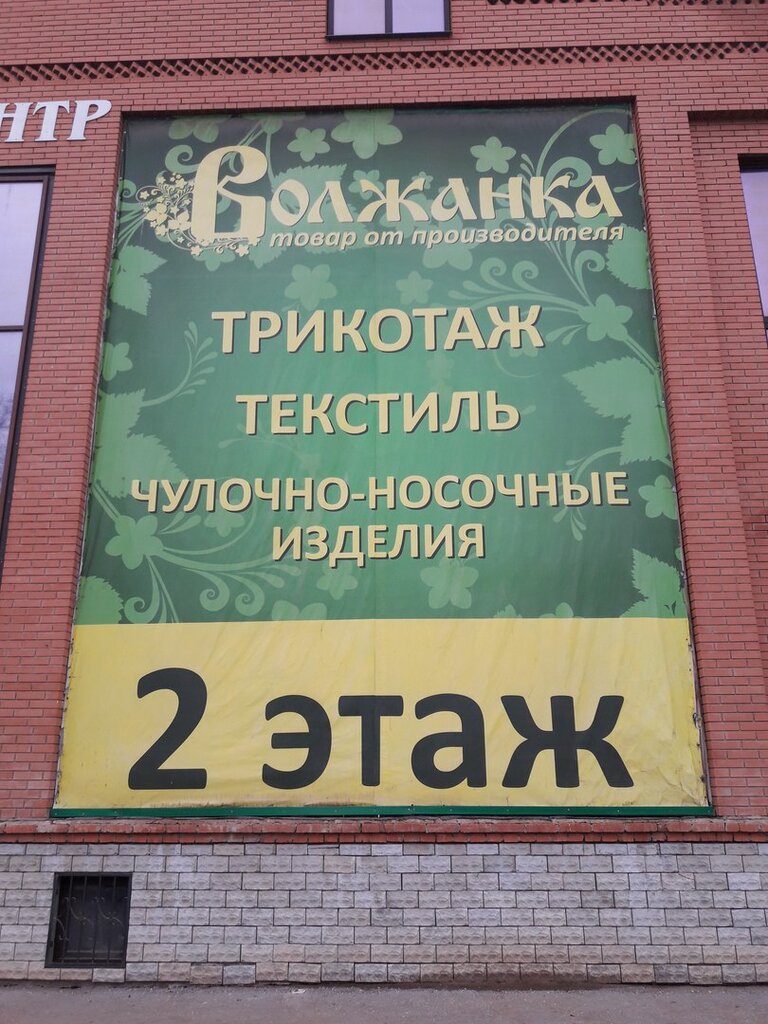 НТР
Волжанка
товар от производителя
ТРИКОТАЖ
ТЕКСТИЛЬ
ЧУЛОЧНО-НОСОЧНЫЕ
ИЗДЕЛИЯ
2 этаж